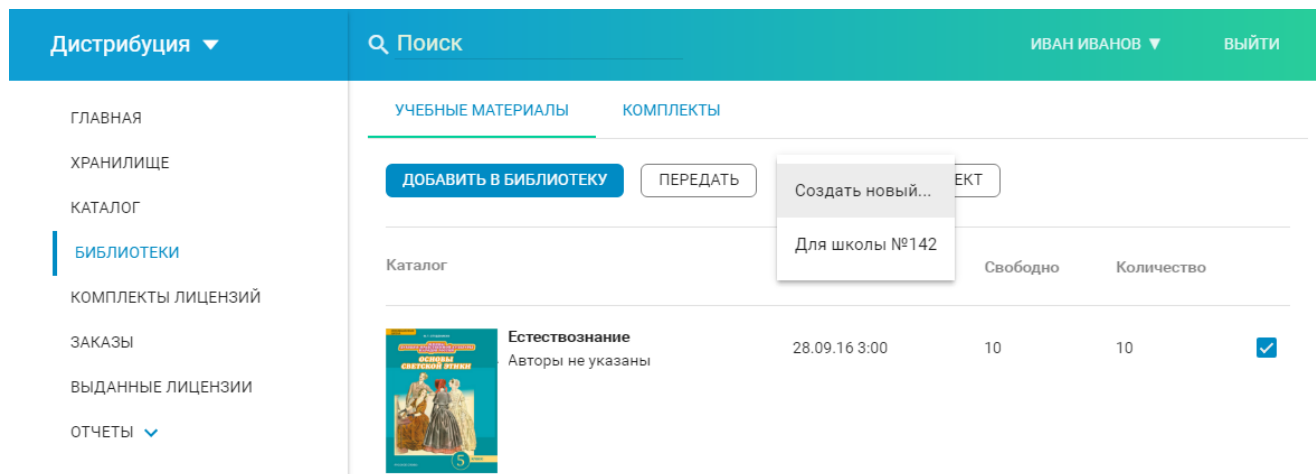 Дистрибуция
Поиск
ИВАН ИВАНОВ
ВЫЙТИ
ГЛАВНАЯ
ХРАНИЛИЩЕ
КАТАЛОГ
БИБЛИОТЕКИ
КОМПЛЕКТЫ ЛИЦЕНЗИЙ
ЗАКАЗЫ
ВЫДАННЫЕ ЛИЦЕНЗИИ
ОТЧЕТЫ
УЧЕБНЫЕ МАТЕРИАЛЫ
КОМПЛЕКТЫ
ДОБАВИТЬ В БИБЛИОТЕКУ
ПЕРЕДАТЬ
ЕКТ
Создать новый...
Для школы №142
Каталог
Свободно
Количество
Естествознание
Авторы не указаны
28.09.16 3:00
10
10
ОСНОВЫ
СВЕТСКОЙ ЭТИКИ
5